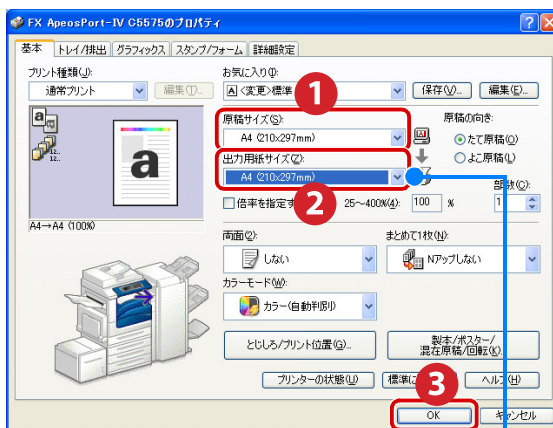 FX ApeosPort-IV C5575のプロパティ
基本 トレイ/排出 グラフィックス スタンプ/フォーム 詳細設定
プリント種類(J):
通常プリント 編集(T)...
お気に入り(I):
<変更>標準 保存(V)... 編集(E)...
1
原稿サイズ(S):
A4 (210x297mm)
原稿の向き:
たて原稿(O)
よこ原稿(L)
出力用紙サイズ(Z):
A4 (210x297mm)
2
倍率を指定す 25~400%(4): 100 %
部数(C):
1
A4→A4 (100%)
両面(2):
しない
まとめて1枚(N):
Nアップしない
カラーモード(W):
カラー(自動判別)
とじしろ/プリント位置(G)...
製本/ポスター/
混在原稿/回転(K)
プリンターの状態(U) 標準に ヘルプ(H)
3
OK キャンセル